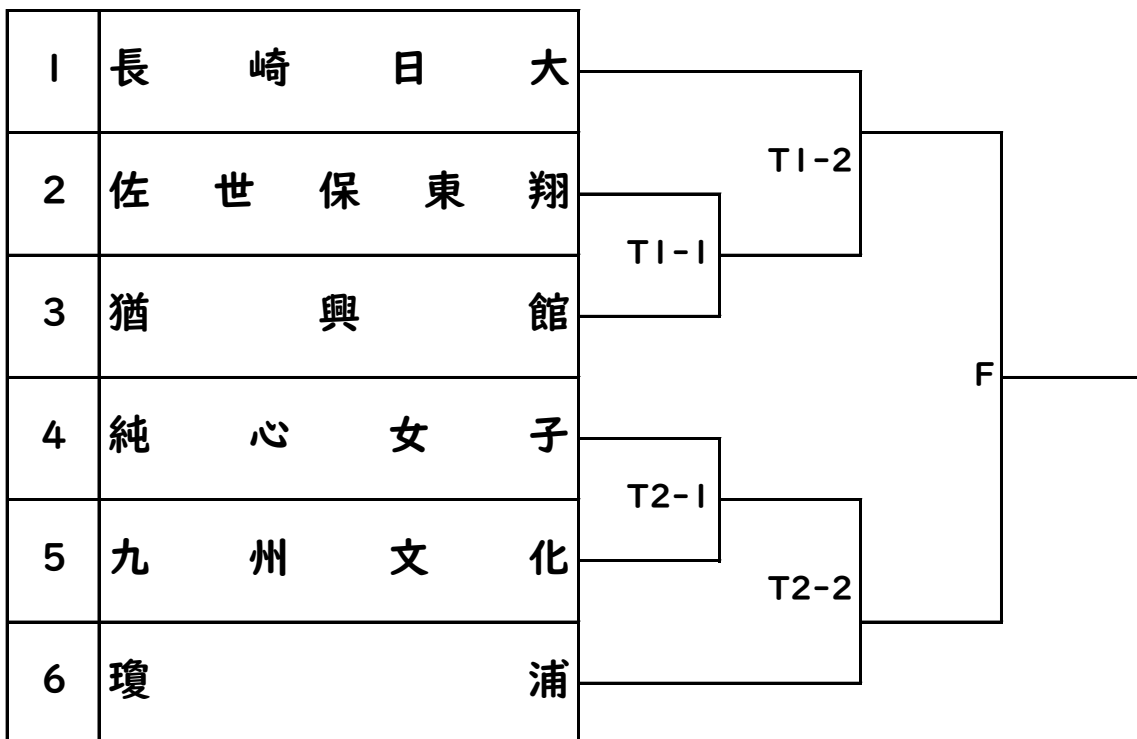 1 長崎日大
T1-2
2 佐世保東翔
T1-1
3 猶興館
F
4 純心女子
T2-1
5 九州文化
T2-2
6 瓊浦